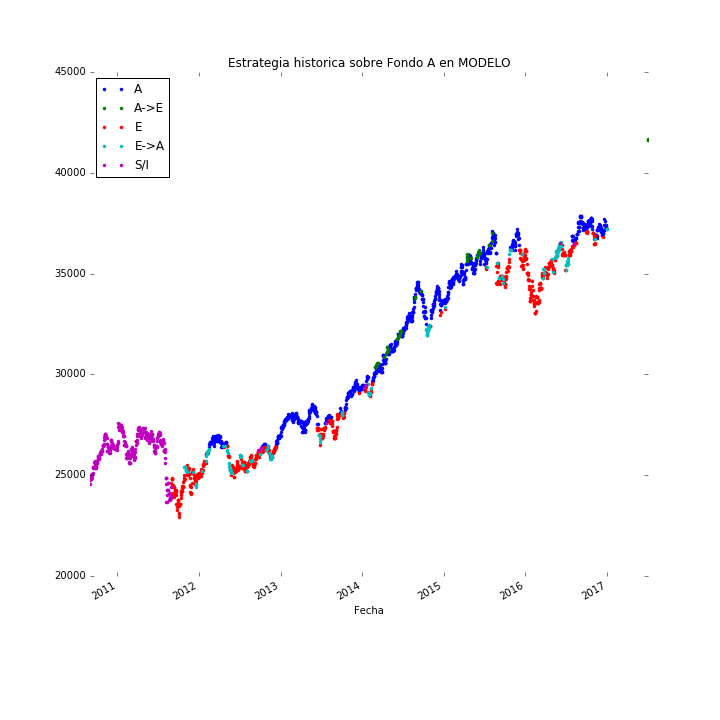 Estrategia historica sobre Fondo A en MODELO
45000
40000
35000
30000
25000
20000
A
A->E
E
E->A
S/I
2011
2012
2013
2014
2015
2016
2017
Fecha